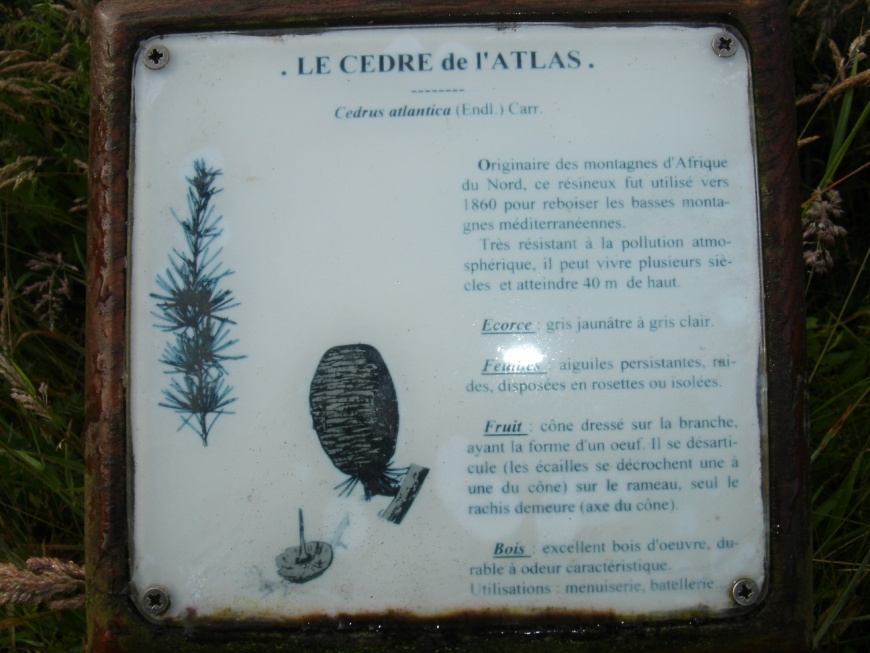 . LE CEDRE de l'ATLAS .
--------
Cedrus atlantica (Endl.) Carr.
Originaire des montagnes d'Afrique
du Nord, ce résineux fut utilisé vers
1860 pour reboiser les basses monta-
gnes méditerranéennes.
Très résistant à la pollution atmo-
sphérique, il peut vivre plusieurs siè-
cles et atteindre 40 m de haut.
Ecorce : gris jaunâtre à gris clair.
Feuilles : aiguiles persistantes, rai-
des, disposées en rosettes ou isolées.
Fruit : cône dressé sur la branche,
ayant la forme d'un oeuf. Il se désarti-
cule (les écailles se décrochent une à
une du cône) sur le rameau, seul le
rachis demeure (axe du cône).
Bois : excellent bois d'oeuvre, du-
rable à odeur caractéristique.
Utilisations : menuiserie, batellerie...